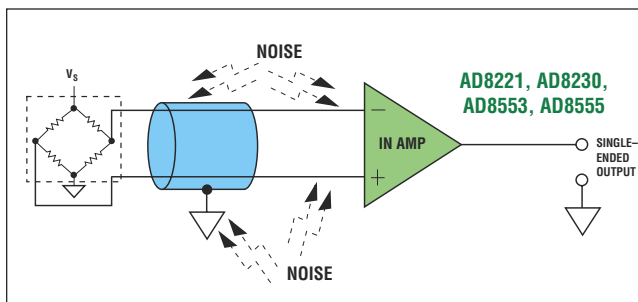 NOISE
VS
AD8221, AD8230,
AD8553, AD8555
−
IN AMP
+
SINGLE–
ENDED
OUTPUT
NOISE